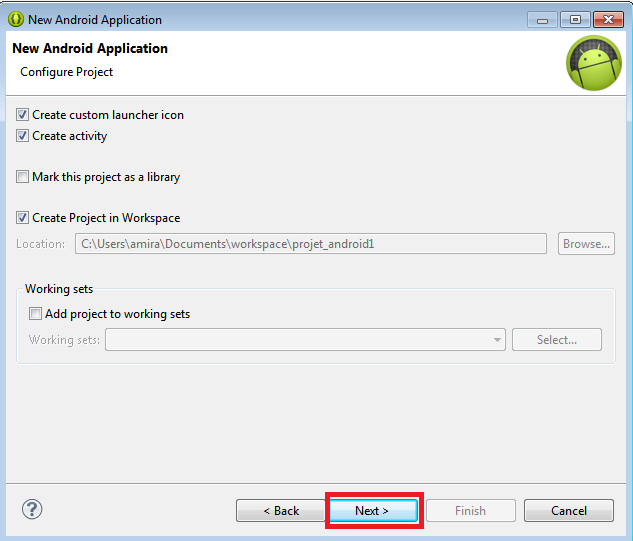 New Android Application
New Android Application
Configure Project
Create custom launcher icon
Create activity
Mark this project as a library
Create Project in Workspace
Location: C:\Users\amira\Documents\workspace\projet_android1 Browse...
Working sets
Add project to working sets
Working sets: Select...
? < Back Next > Finish Cancel